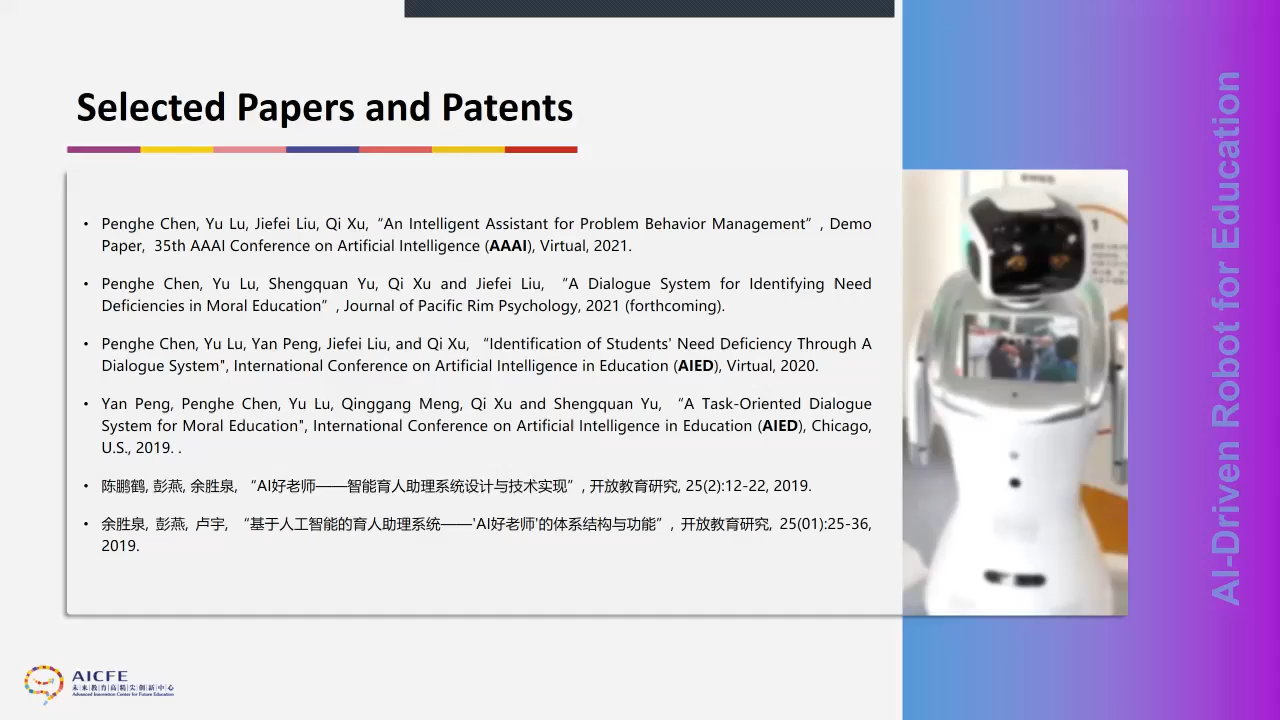 Selected Papers and Patents
• Penghe Chen, Yu Lu, Jiefei Liu, Qi Xu, “An Intelligent Assistant for Problem Behavior Management”, Demo
Paper, 35th AAAI Conference on Artificial Intelligence (AAAI), Virtual, 2021.
• Penghe Chen, Yu Lu, Shengquan Yu, Qi Xu and Jiefei Liu, “A Dialogue System for Identifying Need
Deficiencies in Moral Education”, Journal of Pacific Rim Psychology, 2021 (forthcoming).
• Penghe Chen, Yu Lu, Yan Peng, Jiefei Liu, and Qi Xu, “Identification of Students' Need Deficiency Through A
Dialogue System", International Conference on Artificial Intelligence in Education (AIED), Virtual, 2020.
• Yan Peng, Penghe Chen, Yu Lu, Qinggang Meng, Qi Xu and Shengquan Yu, “A Task-Oriented Dialogue
System for Moral Education", International Conference on Artificial Intelligence in Education (AIED), Chicago,
U.S., 2019. .
• 陈鹏鹤, 彭燕, 余胜泉, “AI好老师——智能育人助理系统设计与技术实现”, 开放教育研究, 25(2):12-22, 2019.
• 余胜泉, 彭燕, 卢宇, “基于人工智能的育人助理系统——'AI好老师'的体系结构与功能”, 开放教育研究, 25(01):25-36,
2019.
AI-Driven Robot for Education
AICFE
未来教育高精尖创新中心
Advanced Innovation Center for Future Education